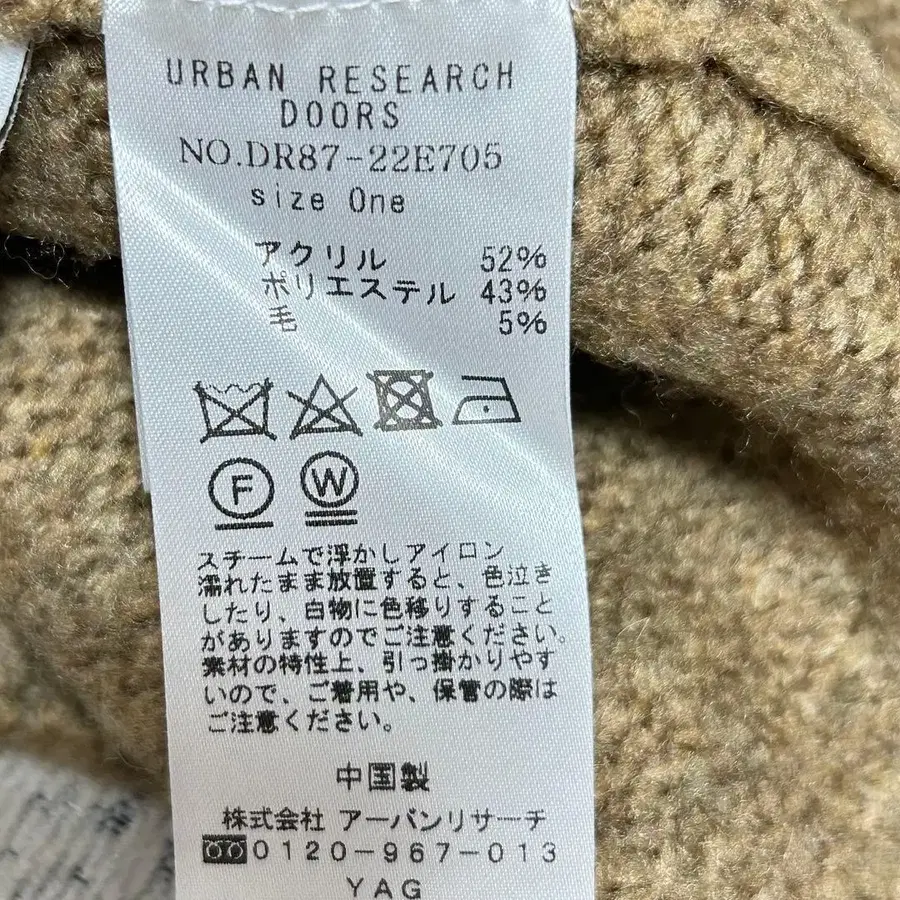 URBAN RESEARCH
DOORS
NO.DR87-22E705
size One
アクリル 52%
ポリエステル 43%
毛 5%
F W
スチームで浮かしアイロン
濡れたまま放置すると、色泣き
したり、白物に色移りすること
がありますのでご注意ください。
素材の特性上、引っ掛かりやす
いので、ご着用や、保管の際は
ご注意ください。
中国製
株式会社 アーバンリサーチ
0120-967-013
YAG